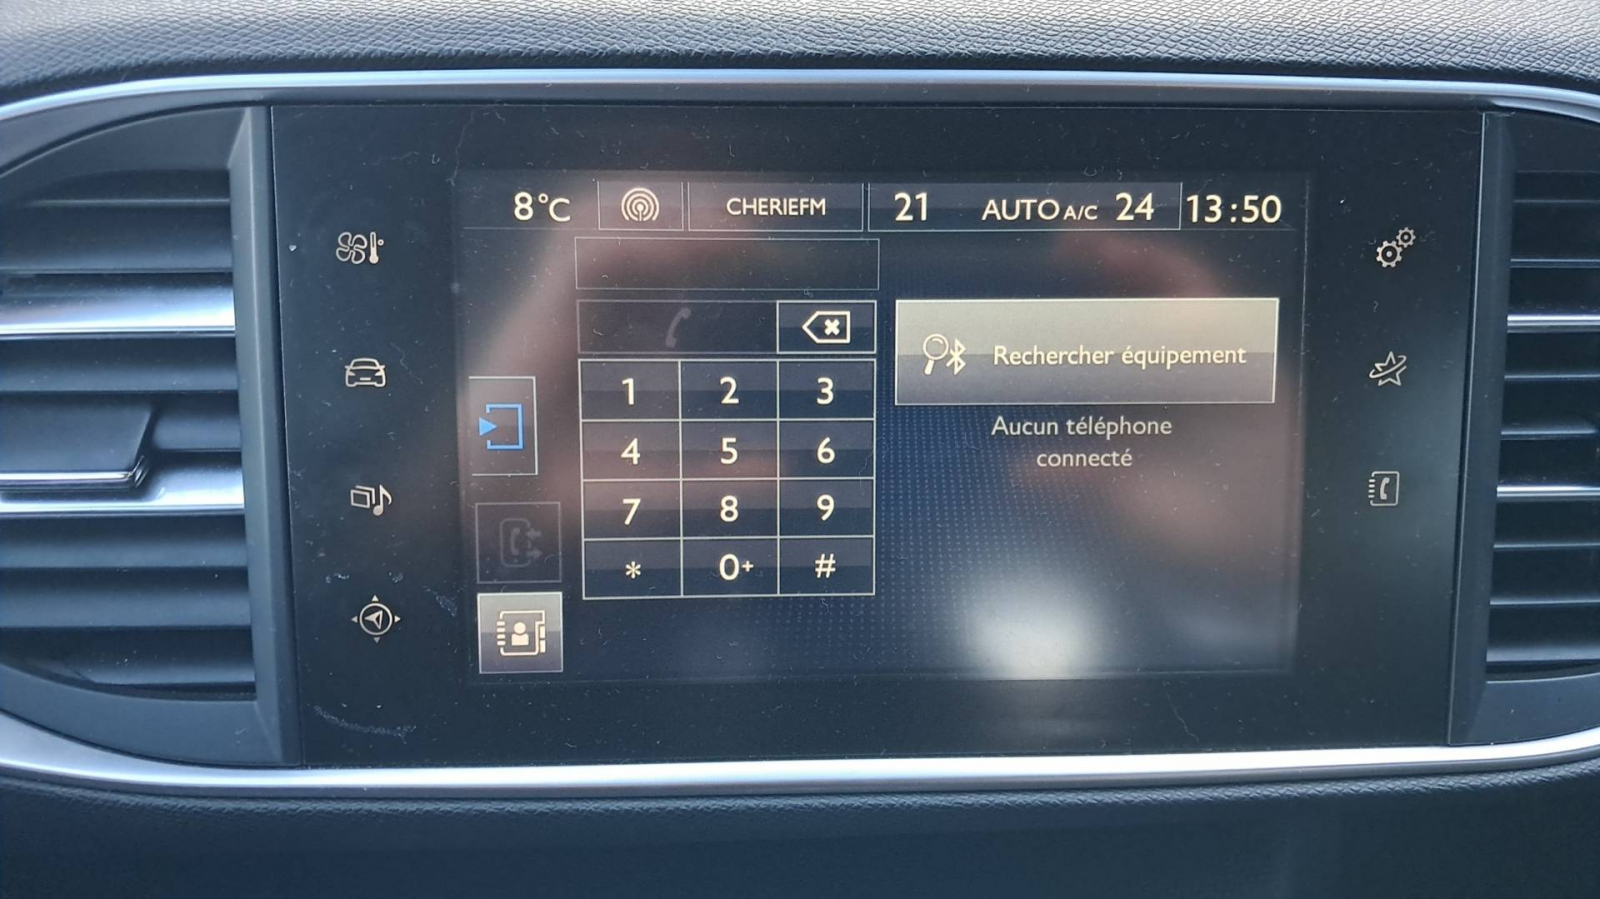 8°C CHERIEFM 21 AUTO A/C 24 13:50
Rechercher équipement
Aucun téléphone
connecté
1 2 3
4 5 6
7 8 9
* 0+ #